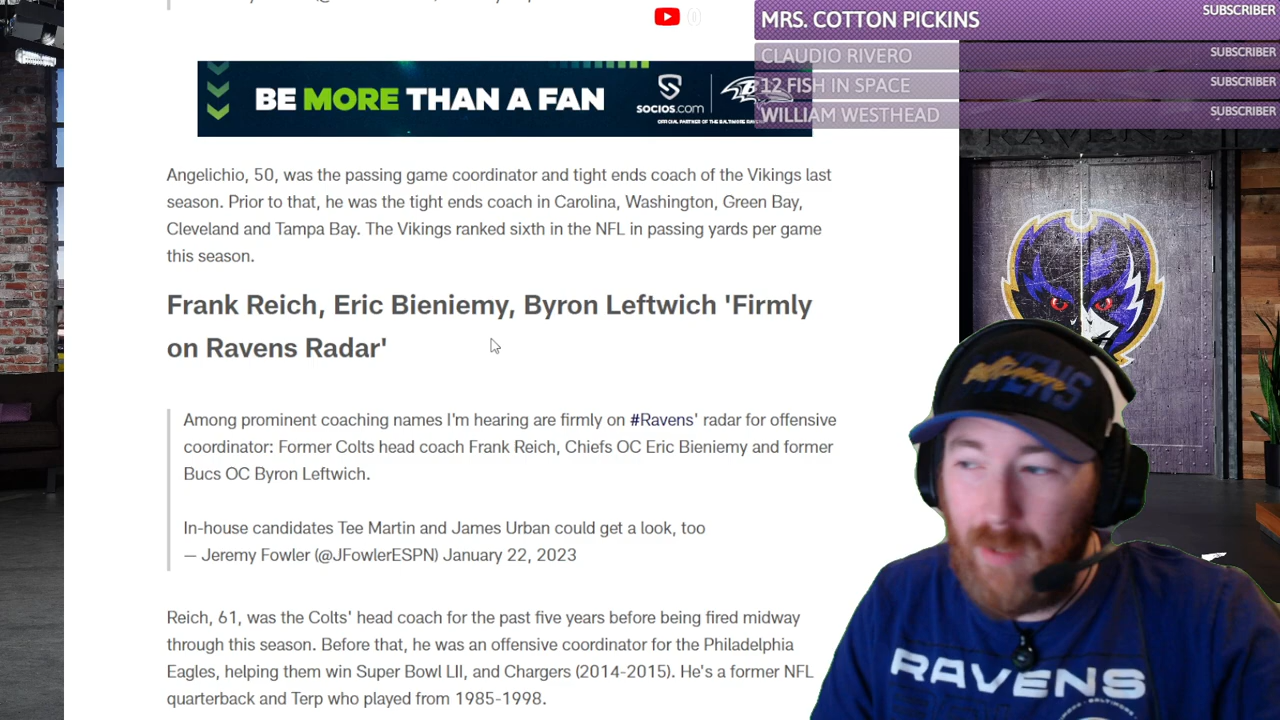 0
MRS. COTTON PICKINS
SUBSCRIBER
CLAUDIO RIVERO
SUBSCRIBER
12 FISH IN SPACE
SUBSCRIBER
WILLIAM WESTHEAD
SUBSCRIBER
BE MORE THAN A FAN
SOCIOS.com
OFFICIAL PARTNER OF THE BALTIMORE
Angelichio, 50, was the passing game coordinator and tight ends coach of the Vikings last
season. Prior to that, he was the tight ends coach in Carolina, Washington, Green Bay,
Cleveland and Tampa Bay. The Vikings ranked sixth in the NFL in passing yards per game
this season.
Frank Reich, Eric Bieniemy, Byron Leftwich 'Firmly
on Ravens Radar'
Among prominent coaching names I'm hearing are firmly on #Ravens' radar for offensive
coordinator: Former Colts head coach Frank Reich, Chiefs OC Eric Bieniemy and former
Bucs OC Byron Leftwich.
In-house candidates Tee Martin and James Urban could get a look, too
— Jeremy Fowler (@JFowlerESPN) January 22, 2023
Reich, 61, was the Colts' head coach for the past five years before being fired midway
through this season. Before that, he was an offensive coordinator for the Philadelphia
Eagles, helping them win Super Bowl LII, and Chargers (2014-2015). He's a former NFL
quarterback and Terp who played from 1985-1998.
RAVENS